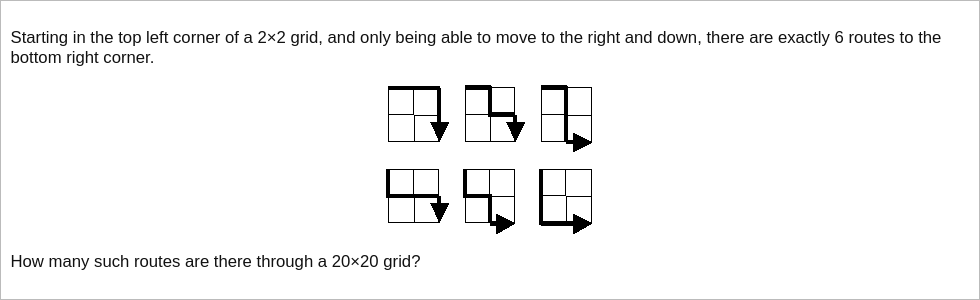 Starting in the top left corner of a 2×2 grid, and only being able to move to the right and down, there are exactly 6 routes to the
bottom right corner.
How many such routes are there through a 20×20 grid?